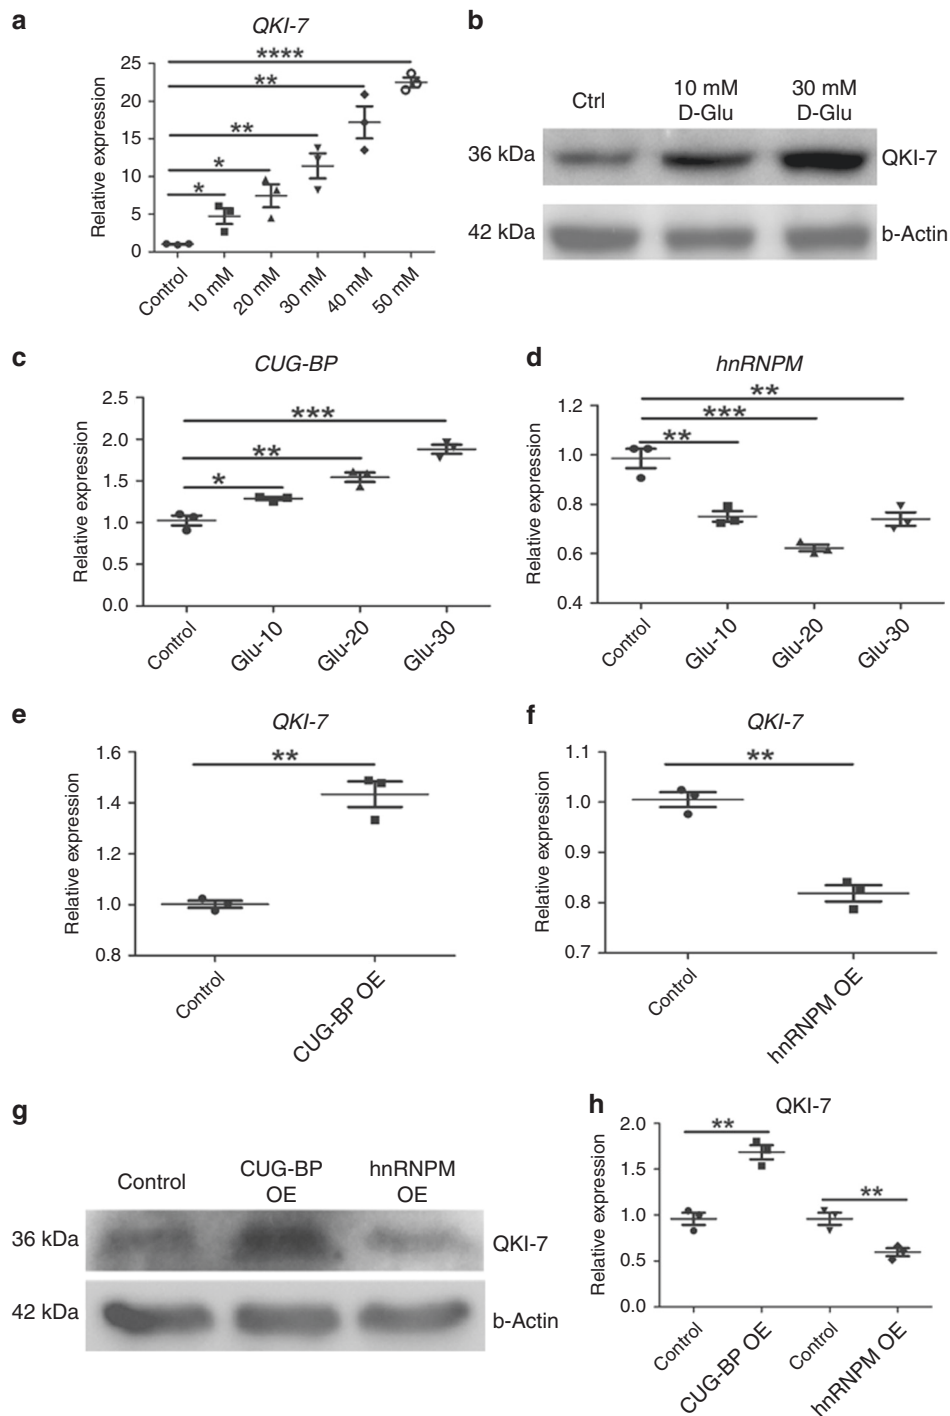 a
QKI-7
****
**
**
*
*
Relative expression
25
20
15
10
5
0
Control
10 mM
20 mM
30 mM
40 mM
50 mM
b
Ctrl
10 mM
D-Glu
30 mM
D-Glu
36 kDa
QKI-7
42 kDa
b-Actin
c
CUG-BP
***
**
*
Relative expression
2.5
2.0
1.5
1.0
0.5
0.0
Control
Glu-10
Glu-20
Glu-30
d
hnRNPM
**
***
**
Relative expression
1.2
1.0
0.8
0.6
0.4
Control
Glu-10
Glu-20
Glu-30
e
QKI-7
**
Relative expression
1.6
1.4
1.2
1.0
0.8
Control
CUG-BP OE
f
QKI-7
**
Relative expression
1.1
1.0
0.9
0.8
0.7
Control
hnRNPM OE
g
Control
CUG-BP
OE
hnRNPM
OE
36 kDa
QKI-7
42 kDa
b-Actin
h
QKI-7
**
**
Relative expression
2.0
1.5
1.0
0.5
0.0
Control
CUG-BP OE
Control
hnRNPM OE